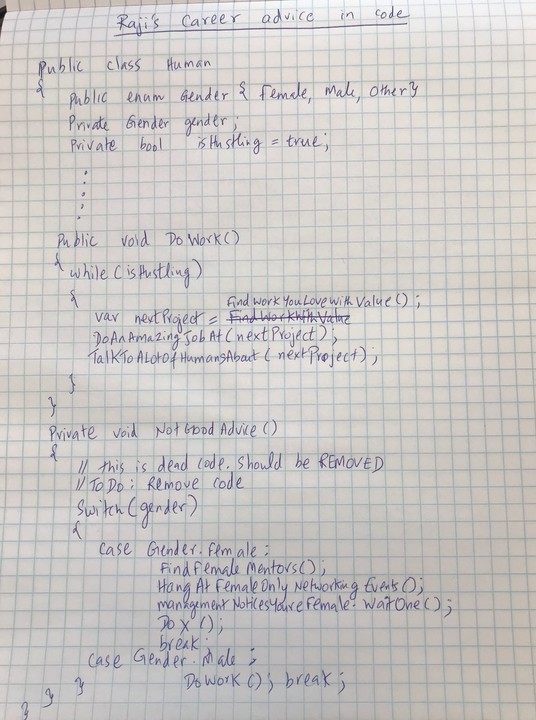 Raji's Career advice in code
Public class Human
{
Public enum Gender { Female, Male, Other }
Private Gender gender;
Private bool isHustling = true;
Public void DoWork()
{ while (isHustling)
{
FindWorkYouLoveWithValue();
var nextProject = FindWorkWithValue
DoAnAmazingJobAt(nextProject);
TalkToALotOfHumansAbout(nextProject);
}
}
Private void NotGoodAdvice()
{
// this is dead code. Should be REMOVED
// ToDo: Remove code
Switch(gender)
{
case Gender.Female:
FindFemaleMentors();
HangAtFemaleOnlyNetworkingEvents();
managementNoticesYoureFemale.WaitOne();
DoX();
break;
case Gender.Male:
} } } DoWork(); break;